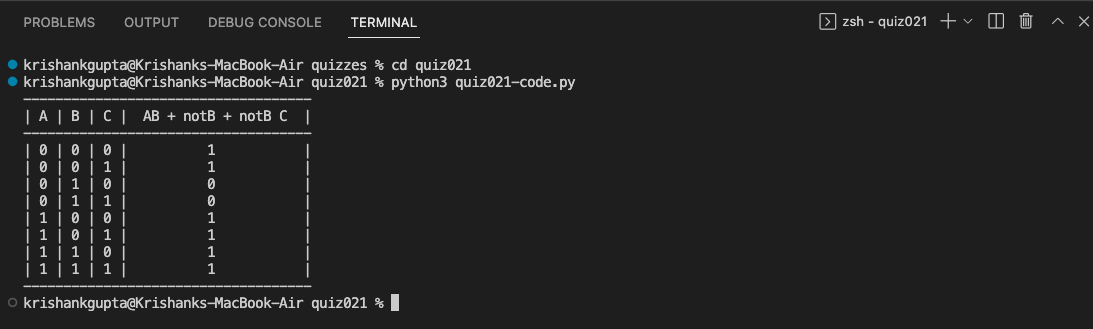 PROBLEMS OUTPUT DEBUG CONSOLE TERMINAL zsh - quiz021
krishankgupta@Krishanks-MacBook-Air quizzes % cd quiz021
krishankgupta@Krishanks-MacBook-Air quiz021 % python3 quiz021-code.py
------------------------------------
| A | B | C |  AB + notB + notB C  |
------------------------------------
| 0 | 0 | 0 |          1           |
| 0 | 0 | 1 |          1           |
| 0 | 1 | 0 |          0           |
| 0 | 1 | 1 |          0           |
| 1 | 0 | 0 |          1           |
| 1 | 0 | 1 |          1           |
| 1 | 1 | 0 |          1           |
| 1 | 1 | 1 |          1           |
------------------------------------
krishankgupta@Krishanks-MacBook-Air quiz021 %